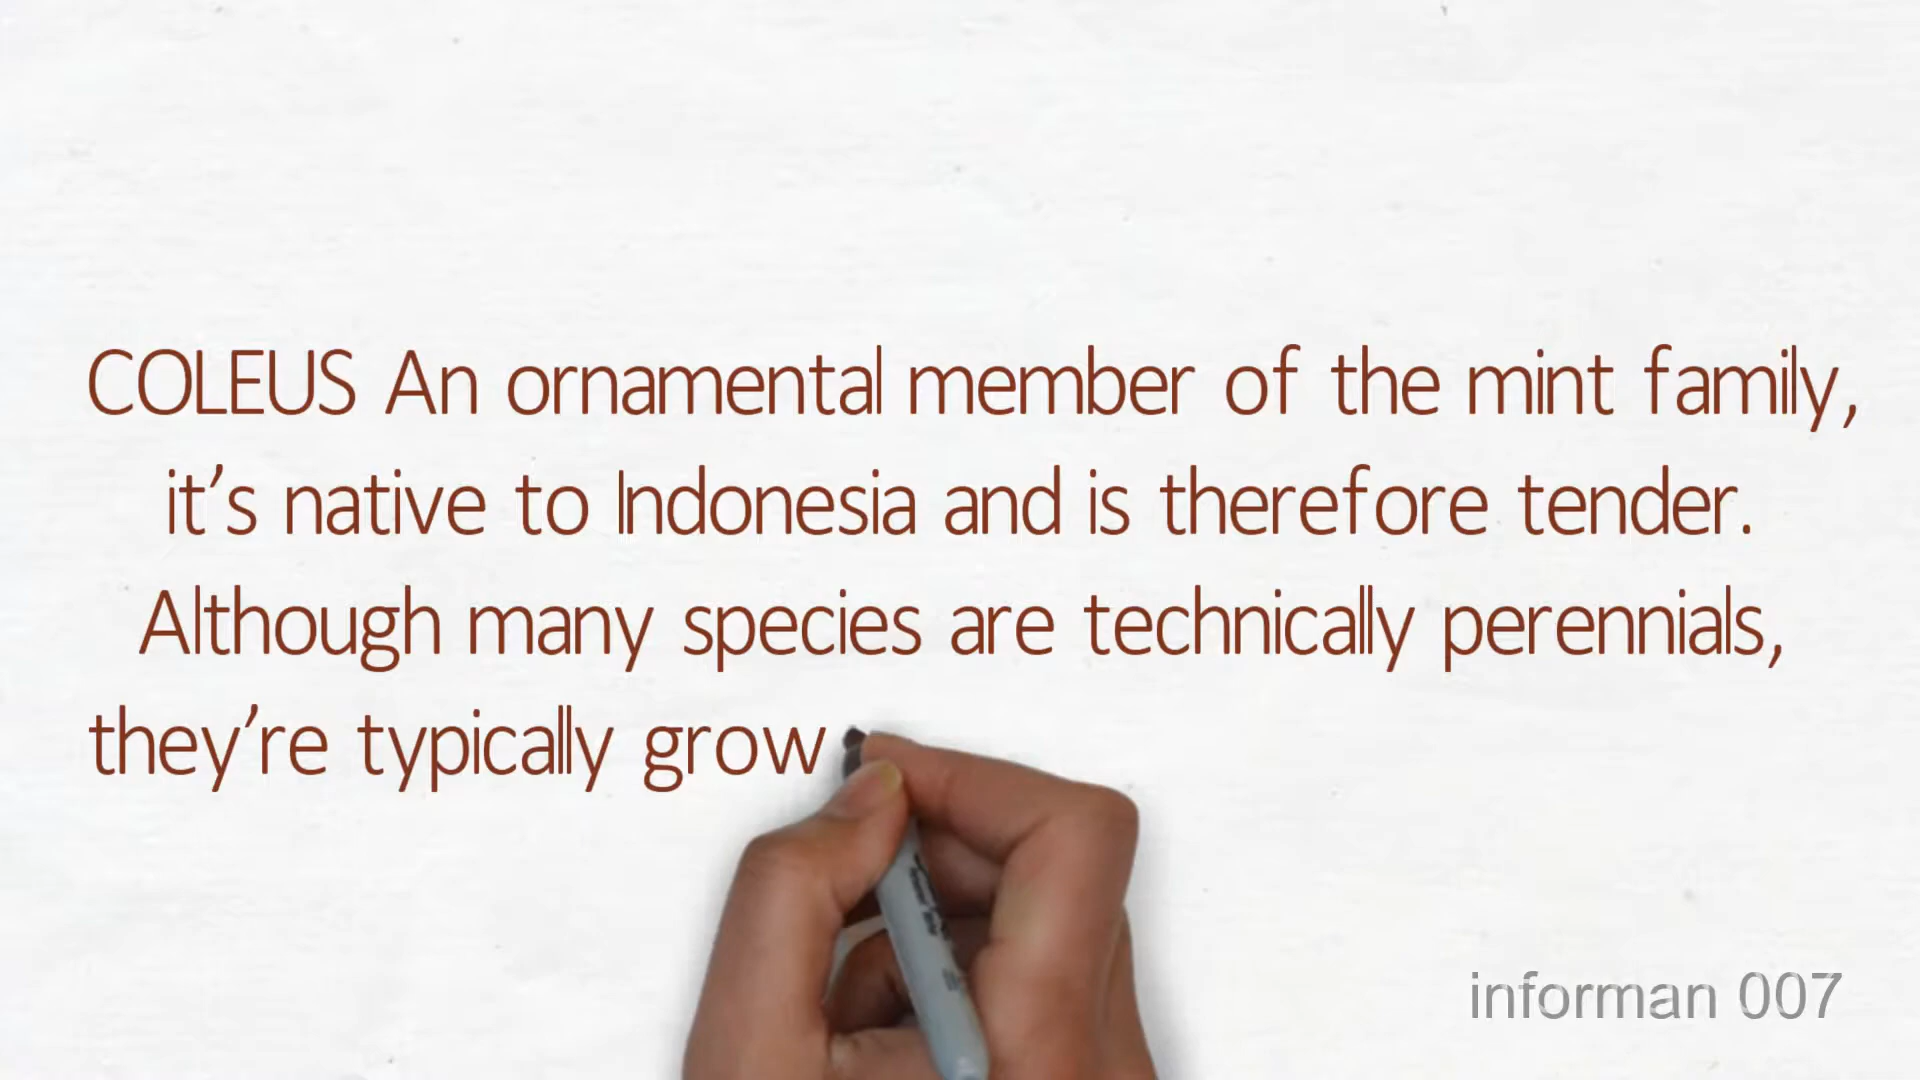 COLEUS An ornamental member of the mint family,
it’s native to Indonesia and is therefore tender.
Although many species are technically perennials,
they’re typically grow
informan 007